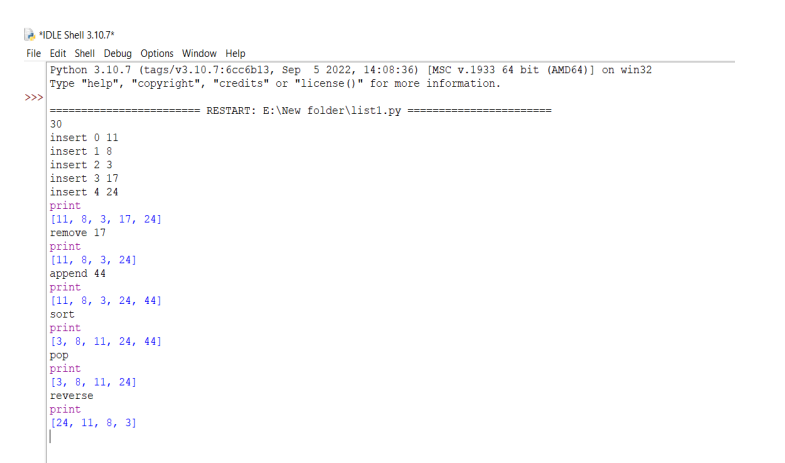 *IDLE Shell 3.10.7*
File Edit Shell Debug Options Window Help
Python 3.10.7 (tags/v3.10.7:6cc6b13, Sep  5 2022, 14:08:36) [MSC v.1933 64 bit (AMD64)] on win32
Type "help", "copyright", "credits" or "license()" for more information.
>>>
======================= RESTART: E:\New folder\list1.py ======================
30
insert 0 11
insert 1 8
insert 2 3
insert 3 17
insert 4 24
print
[11, 8, 3, 17, 24]
remove 17
print
[11, 8, 3, 24]
append 44
print
[11, 8, 3, 24, 44]
sort
print
[3, 8, 11, 24, 44]
pop
print
[3, 8, 11, 24]
reverse
print
[24, 11, 8, 3]